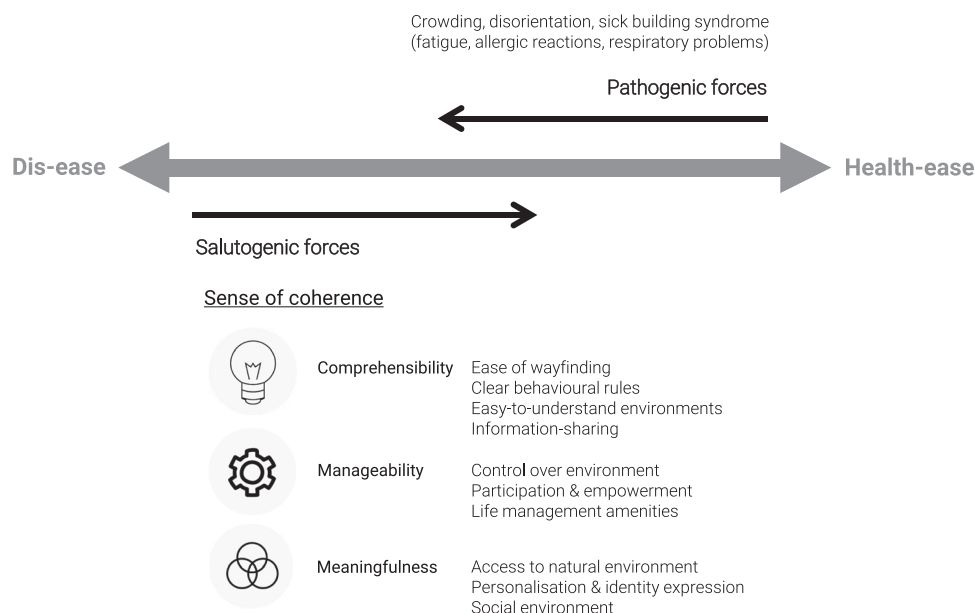 Crowding, disorientation, sick building syndrome
(fatigue, allergic reactions, respiratory problems)
Pathogenic forces
Dis-ease
Health-ease
Salutogenic forces
Sense of coherence
Comprehensibility
Ease of wayfinding
Clear behavioural rules
Easy-to-understand environments
Information-sharing
Manageability
Control over environment
Participation & empowerment
Life management amenities
Meaningfulness
Access to natural environment
Personalisation & identity expression
Social environment